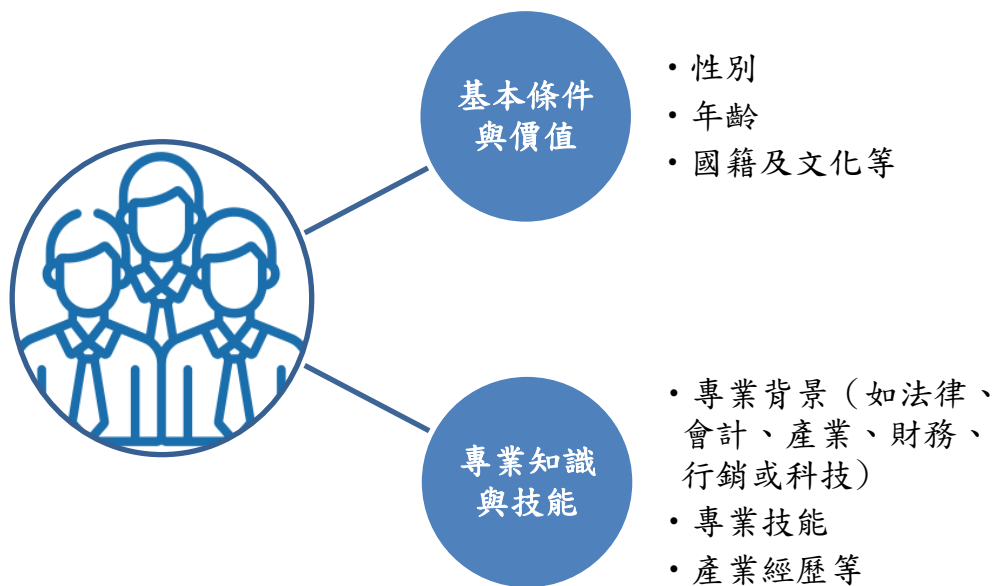 基本條件
與價值
・性別
・年齡
・國籍及文化等
專業知識
與技能
・專業背景（如法律、
會計、產業、財務、
行銷或科技）
・專業技能
・產業經歷等